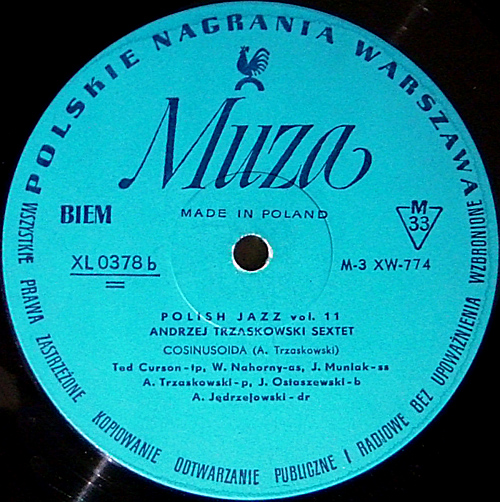 POLSKIE NAGRANIA WARSZAWA
Muza
MADE IN POLAND
BIEM
M
33
XL 0378 b
M-3 XW-774
POLISH JAZZ vol. 11
ANDRZEJ TRZASKOWSKI SEXTET
COSINUSOIDA (A. Trzaskowski)
Ted Curson-tp, W. Nahorny-as, J. Muniak-ss
A. Trzaskowski-p, J. Ostaszewski-b
A. Jędrzejowski-dr
WSZYSTKIE PRAWA ZASTRZEŻONE KOPIOWANIE ODTWARZANIE PUBLICZNE I RADIOWE BEZ UPOWAŻNIENIA WZBRONIONE